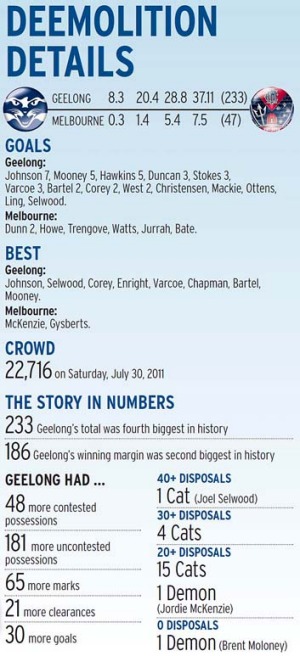 DEEMOLITION
DETAILS
GEELONG 8.3 20.4 28.8 37.11 (233)
MELBOURNE 0.3 1.4 5.4 7.5 (47)
GOALS
Geelong:
Johnson 7, Mooney 5, Hawkins 5, Duncan 3, Stokes 3,
Varcoe 3, Bartel 2, Corey 2, West 2, Christensen, Mackie, Ottens,
Ling, Selwood.
Melbourne:
Dunn 2, Howe, Trengove, Watts, Jurrah, Bate.
BEST
Geelong:
Johnson, Selwood, Corey, Enright, Varcoe, Chapman, Bartel,
Mooney.
Melbourne:
McKenzie, Gysberts.
CROWD
22,716 on Saturday, July 30, 2011
THE STORY IN NUMBERS
233 Geelong's total was fourth biggest in history
186 Geelong's winning margin was second biggest in history
GEELONG HAD ...
48 more contested
possessions
181 more uncontested
possessions
65 more marks
21 more clearances
30 more goals
40+ DISPOSALS
1 Cat (Joel Selwood)
30+ DISPOSALS
4 Cats
20+ DISPOSALS
15 Cats
1 Demon
(Jordie McKenzie)
0 DISPOSALS
1 Demon (Brent Moloney)